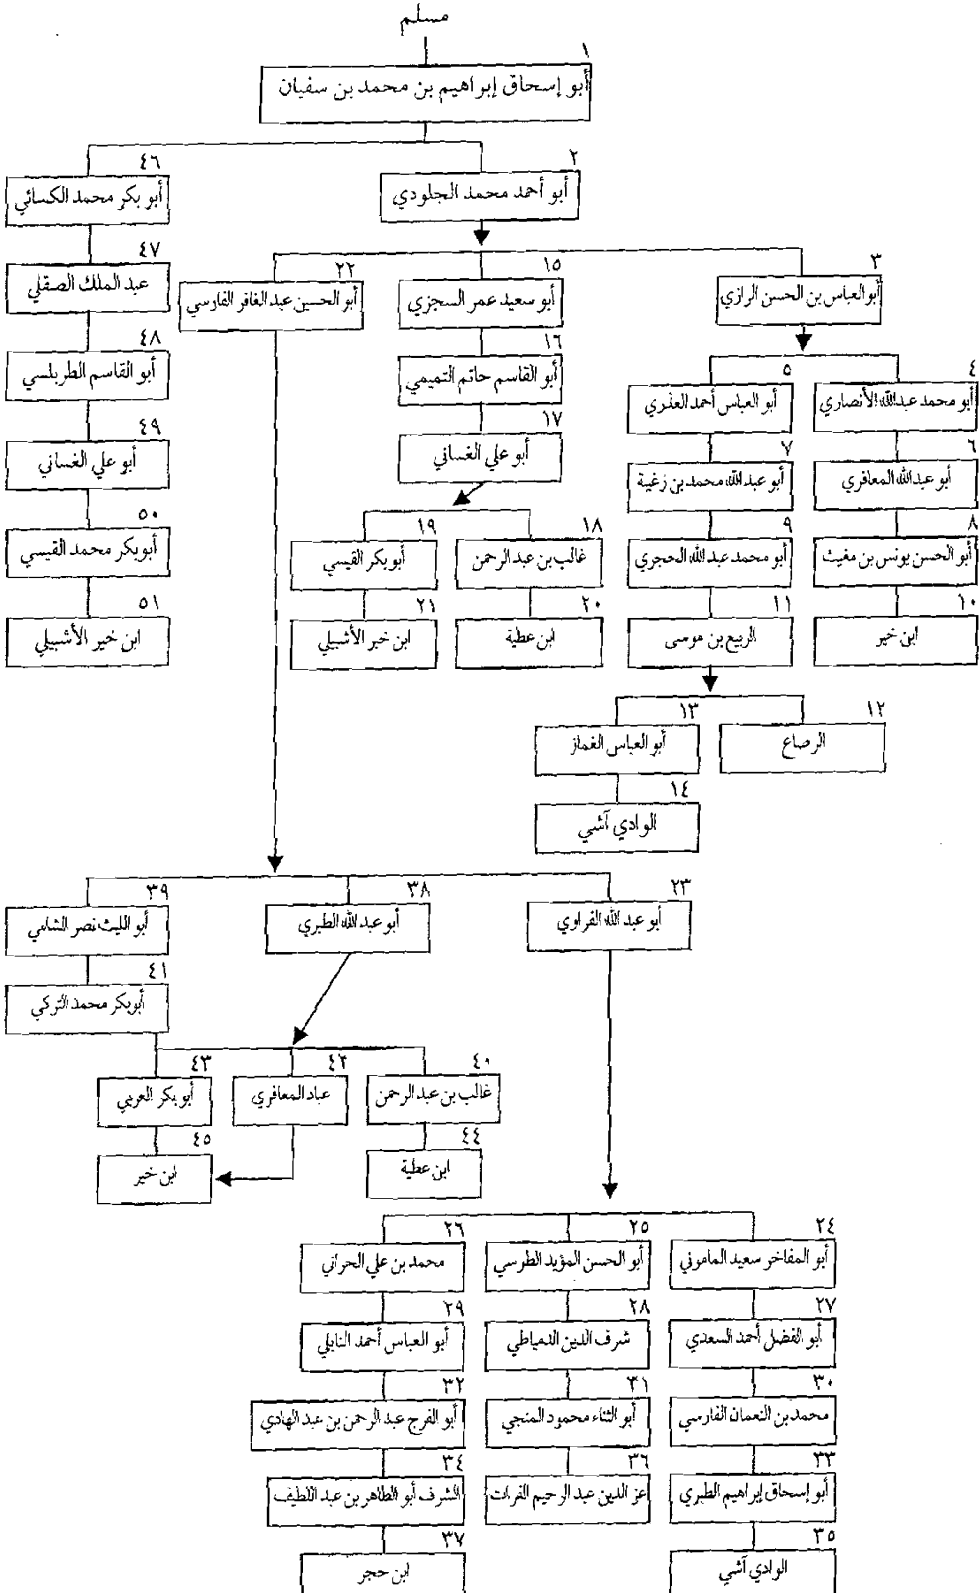 مسلم
١
أبو إسحاق إبراهيم بن محمد بن سفيان
٢
أبو أحمد محمد الجلودي
٤٦
أبو بكر محمد الكسائي
٣
أبو العباس بن الحسن الرازي
١٥
أبو سعيد عمر السجزي
٢٢
أبو الحسين عبد الغافر الفارسي
٤٧
عبد الملك الصقلي
١٦
أبو القاسم حاتم التميمي
٤٨
أبو القاسم الطربلسي
٤
أبو محمد عبدالله الأنصاري
٥
أبو العباس أحمد العذري
١٧
أبو علي الغساني
٤٩
أبو علي الغساني
٦
أبو عبدالله المعافري
٧
أبو عبدالله محمد بن زغيبة
١٨
غالب بن عبد الرحمن
١٩
أبو بكر القيسي
٥٠
أبوبكر محمد القيسي
٨
أبو الحسن يونس بن مغيث
٩
أبو محمد عبدالله الحجري
٢٠
ابن عطية
٢١
ابن خير الأشبيلي
٥١
ابن خير الأشبيلي
١٠
ابن خير
١١
الربيع بن موسى
١٢
الرصاع
١٣
أبو العباس الغماز
١٤
الوادي آشي
٢٣
أبو عبد الله الفراوي
٣٨
أبو عبدالله الطبري
٣٩
أبو الليث نصر الشامي
٤١
أبوبكر محمد التركي
٤٠
غالب بن عبد الرحمن
٤٢
عباد المعافري
٤٣
أبو بكر العربي
٤٤
ابن عطية
٤٥
ابن خير
٢٤
أبو المفاخر سعيد الماموني
٢٥
أبو الحسن المؤيد الطوسي
٢٦
محمد بن علي الحراني
٢٧
أبو الفضل أحمد السعدي
٢٨
شرف الدين الدمياطي
٢٩
أبو العباس أحمد النابلي
٣٠
محمد بن النعمان الفارسي
٣١
أبو الثناء محمود المنجي
٣٢
أبو الفرج عبد الرحمن بن عبد الهادي
٣٣
أبو إسحاق إبراهيم الطبري
٣٦
عز الدين عبد الرحيم الفرات
٣٤
الشرف أبو الطاهر بن عبد اللطيف
٣٥
الوادي آشي
٣٧
ابن حجر